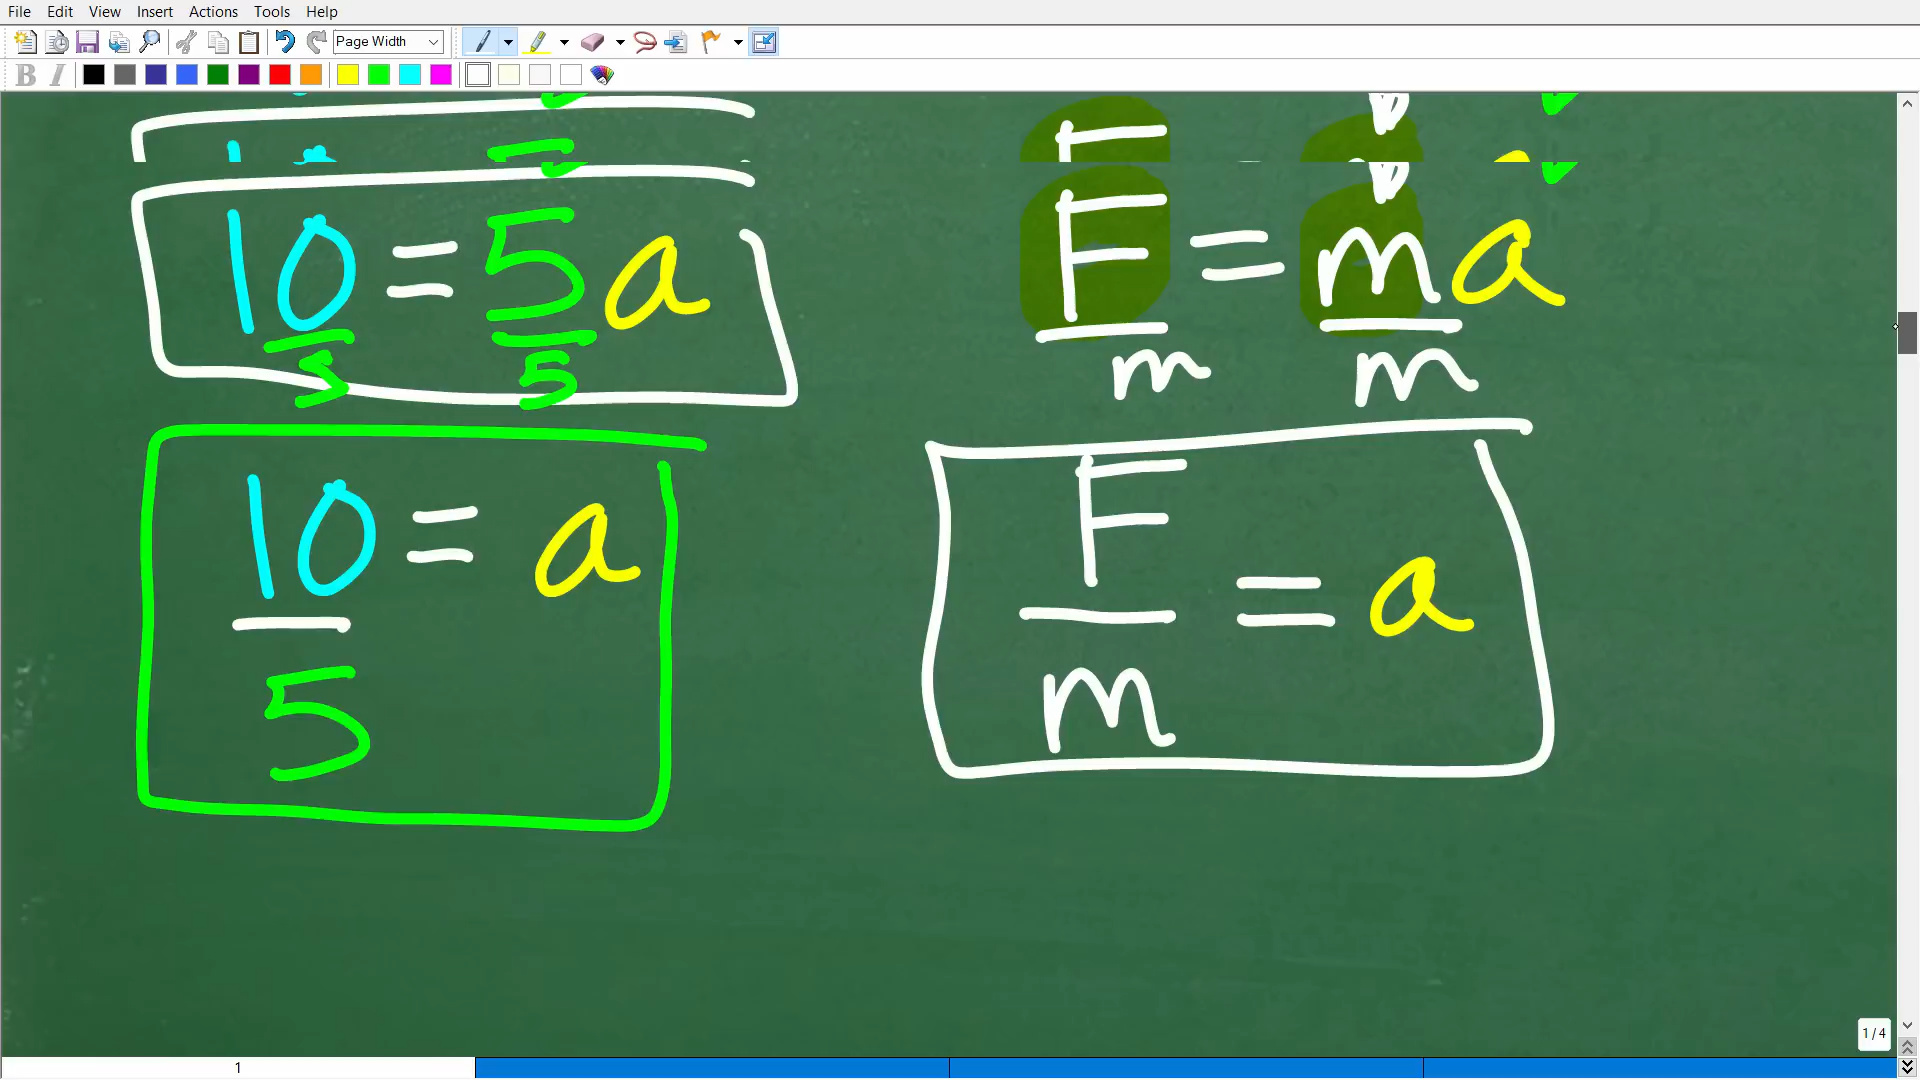 File Edit View Insert Actions Tools Help
Page Width
B I
10 = 5a
5 5
F = ma
m m
10 = a
5
F = a
m
1 / 4
1